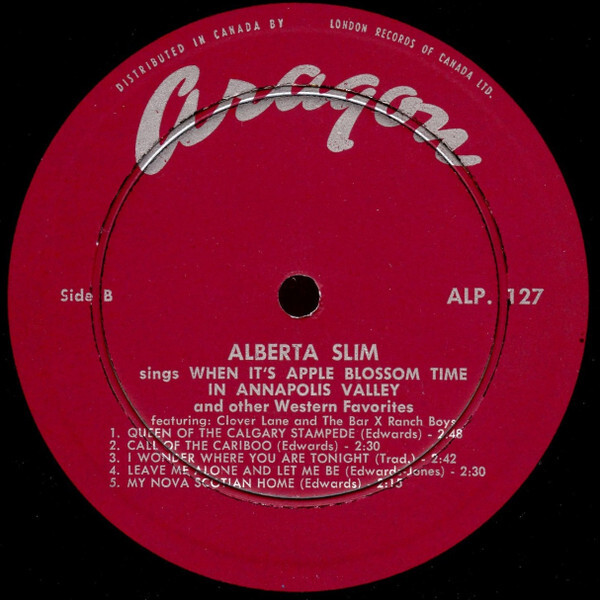 DISTRIBUTED IN CANADA BY LONDON RECORDS OF CANADA LTD.
Aragon
Side B
ALP. 127
ALBERTA SLIM
sings WHEN IT'S APPLE BLOSSOM TIME
IN ANNAPOLIS VALLEY
and other Western Favorites
featuring: Clover Lane and The Bar X Ranch Boys
1. QUEEN OF THE CALGARY STAMPEDE (Edwards) - 2:48
2. CALL OF THE CARIBOO (Edwards) - 2:30
3. I WONDER WHERE YOU ARE TONIGHT (Trad.) - 2:42
4. LEAVE ME ALONE AND LET ME BE (Edwards-Jones) - 2:30
5. MY NOVA SCOTIAN HOME (Edwards) - 2:15